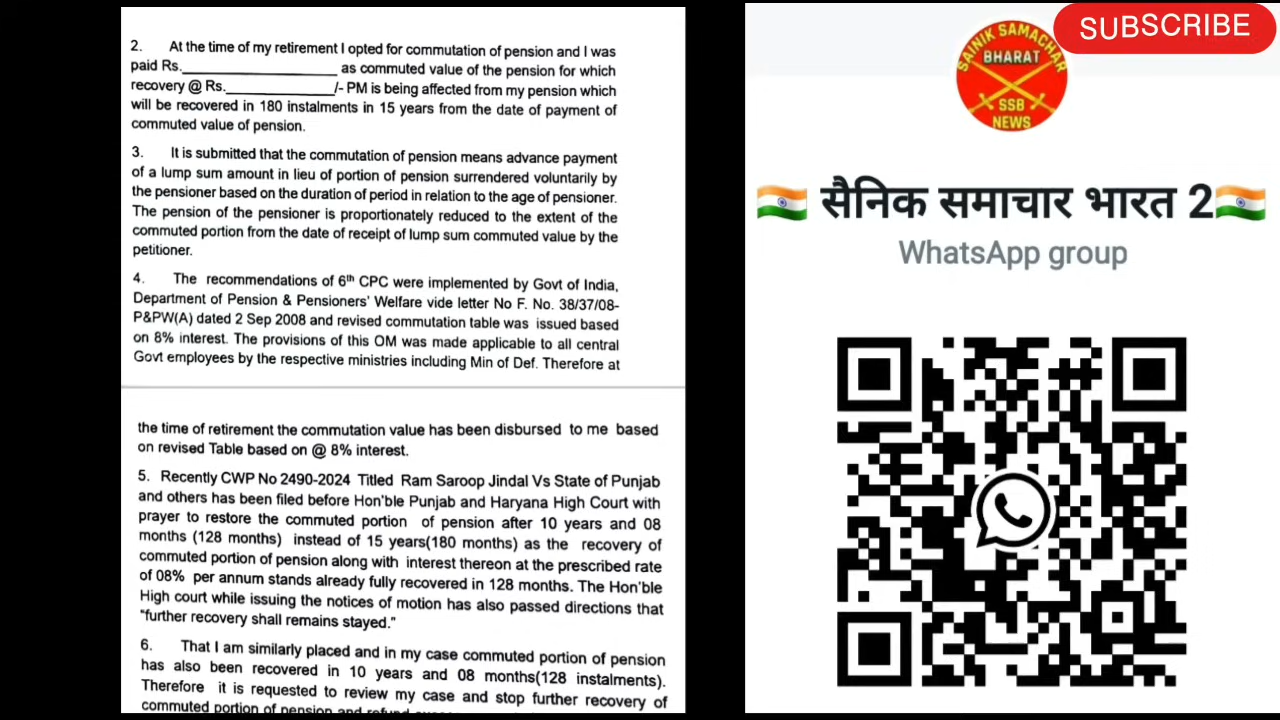 2. At the time of my retirement I opted for commutation of pension and I was
paid Rs.____________________ as commuted value of the pension for which
recovery @ Rs.______________/- PM is being affected from my pension which
will be recovered in 180 instalments in 15 years from the date of payment of
commuted value of pension.
3. It is submitted that the commutation of pension means advance payment
of a lump sum amount in lieu of portion of pension surrendered voluntarily by
the pensioner based on the duration of period in relation to the age of pensioner.
The pension of the pensioner is proportionately reduced to the extent of the
commuted portion from the date of receipt of lump sum commuted value by the
petitioner.
4. The recommendations of 6th CPC were implemented by Govt of India,
Department of Pension & Pensioners' Welfare vide letter No F. No. 38/37/08-
P&PW(A) dated 2 Sep 2008 and revised commutation table was issued based
on 8% interest. The provisions of this OM was made applicable to all central
Govt employees by the respective ministries including Min of Def. Therefore at
the time of retirement the commutation value has been disbursed to me based
on revised Table based on @ 8% interest.
5. Recently CWP No 2490-2024 Titled Ram Saroop Jindal Vs State of Punjab
and others has been filed before Hon'ble Punjab and Haryana High Court with
prayer to restore the commuted portion of pension after 10 years and 08
months (128 months) instead of 15 years(180 months) as the recovery of
commuted portion of pension along with interest thereon at the prescribed rate
of 08% per annum stands already fully recovered in 128 months. The Hon'ble
High court while issuing the notices of motion has also passed directions that
"further recovery shall remains stayed."
6. That I am similarly placed and in my case commuted portion of pension
has also been recovered in 10 years and 08 months(128 instalments).
Therefore it is requested to review my case and stop further recovery of
commuted portion of pension and refund
SUBSCRIBE
SAINIK SAMACHAR
BHARAT
SSB
NEWS
सैनिक समाचार भारत 2
WhatsApp group